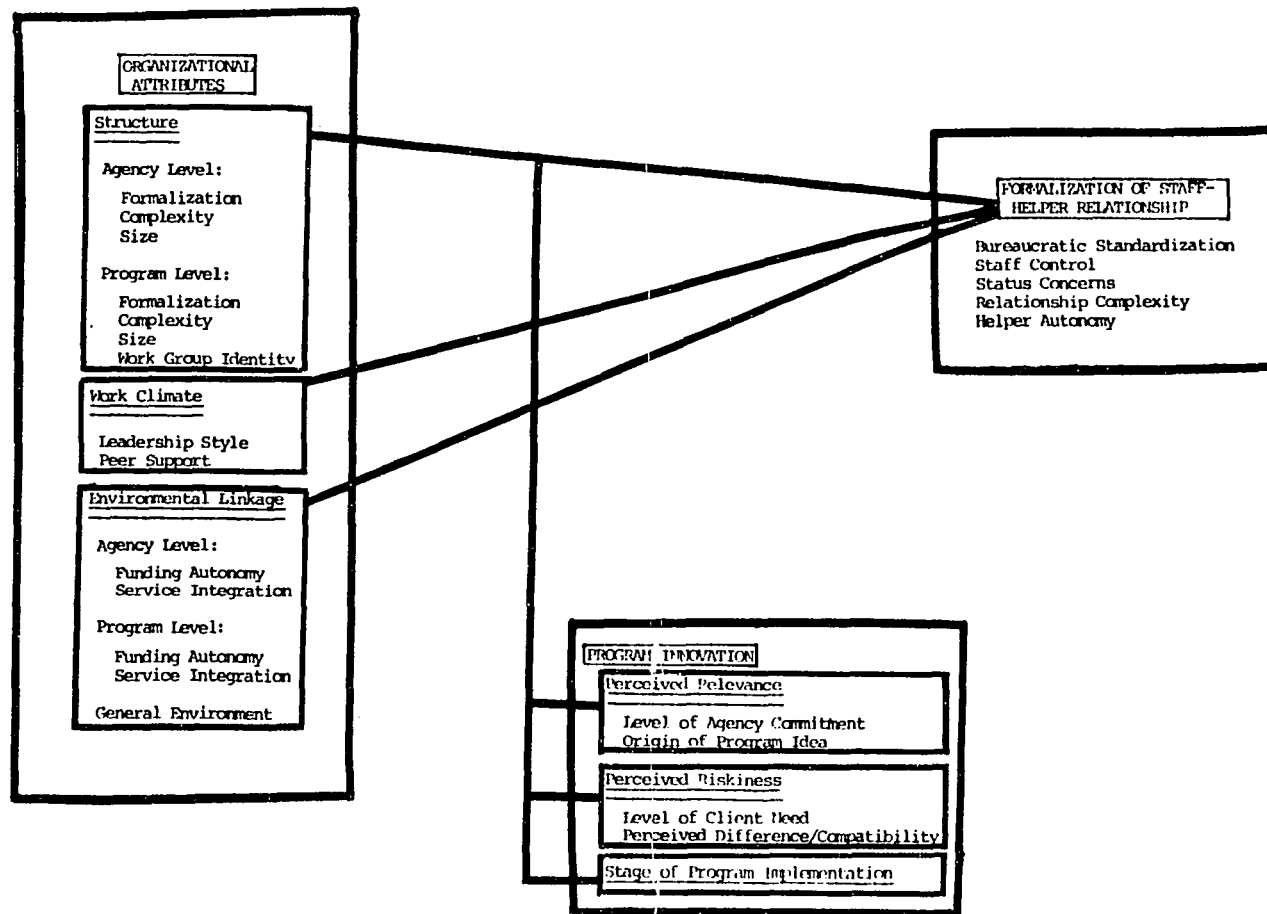 ORGANIZATIONAL
ATTRIBUTES
Structure
Agency Level:
Formalization
Complexity
Size
Program Level:
Formalization
Complexity
Size
Work Group Identity
Work Climate
Leadership Style
Peer Support
Environmental Linkage
Agency Level:
Funding Autonomy
Service Integration
Program Level:
Funding Autonomy
Service Integration
General Environment
FORMALIZATION OF STAFF-
HELPER RELATIONSHIP
Bureaucratic Standardization
Staff Control
Status Concerns
Relationship Complexity
Helper Autonomy
PROGRAM INNOVATION
Perceived Relevance
Level of Agency Commitment
Origin of Program Idea
Perceived Riskiness
Level of Client Need
Perceived Difference/Compatibility
Stage of Program Implementation